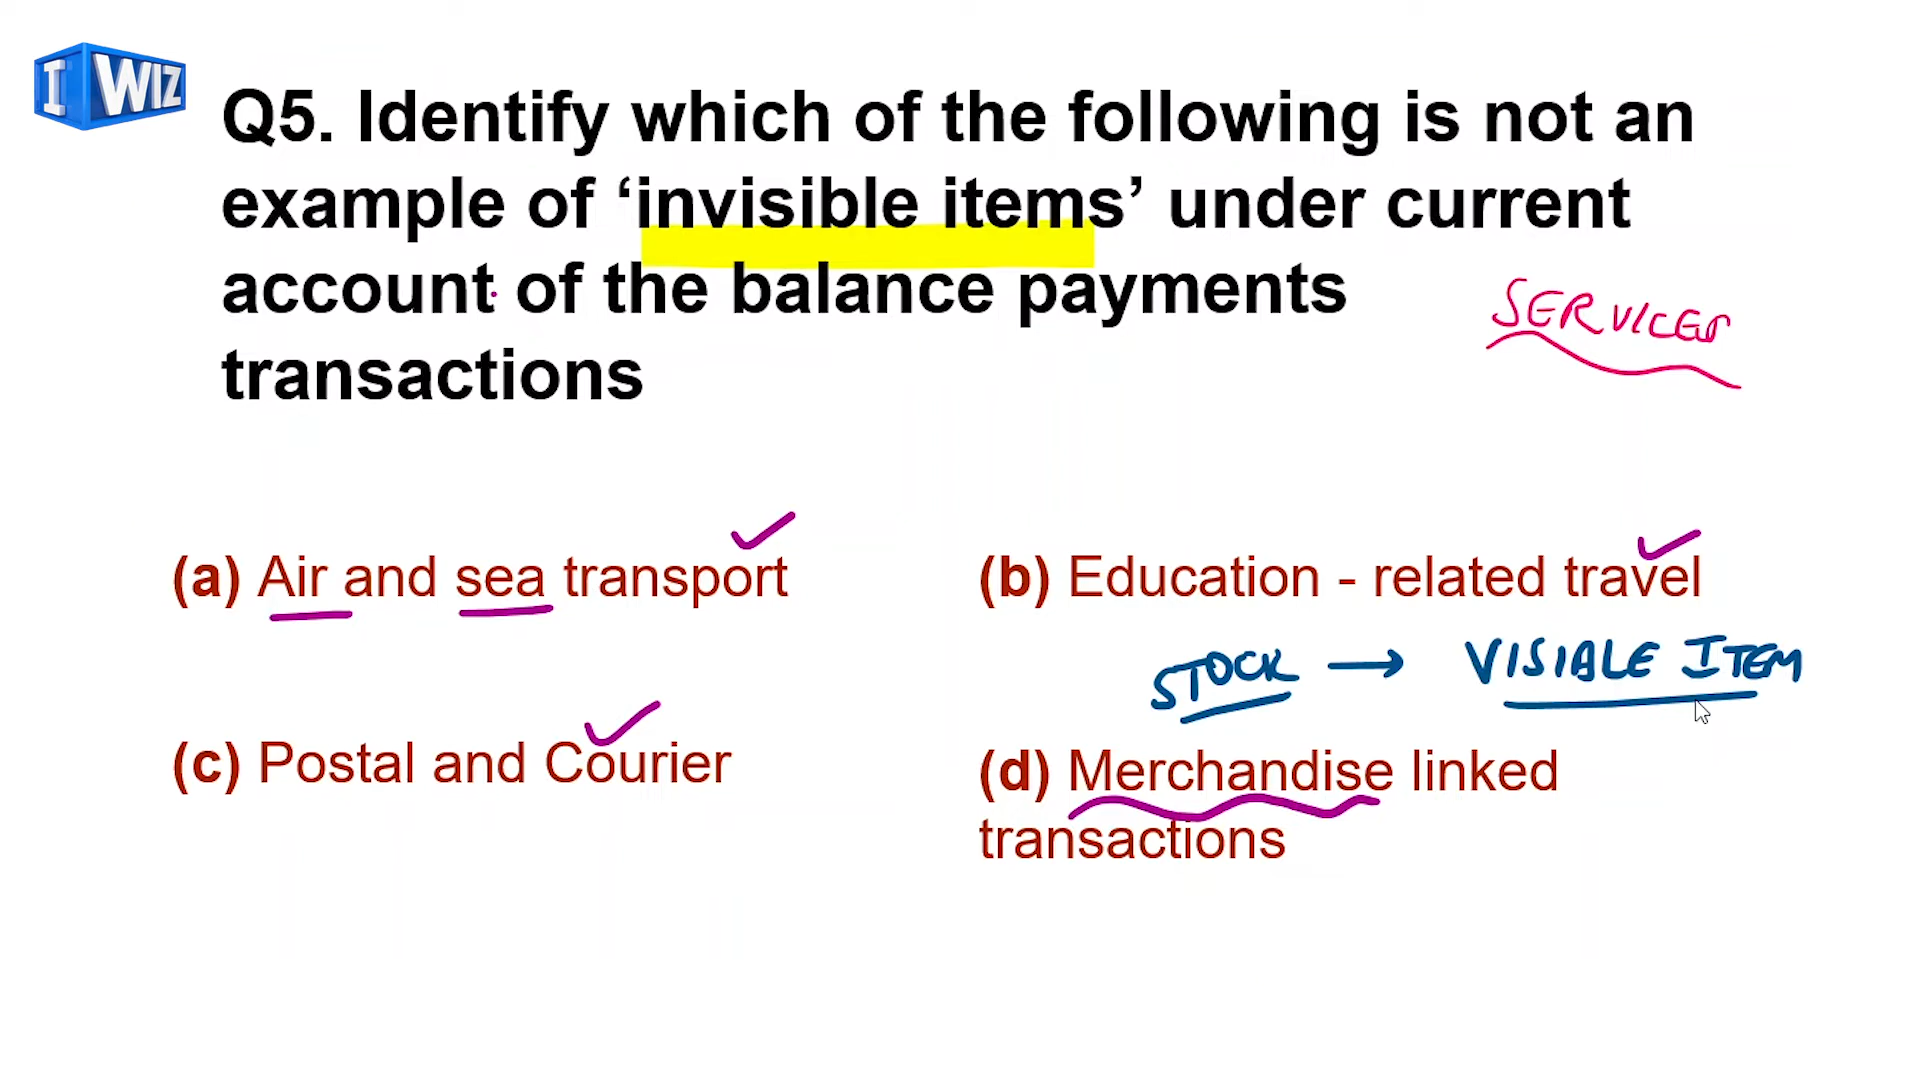 I WIZ
Q5. Identify which of the following is not an
example of ‘invisible items’ under current
account of the balance payments
transactions
SERVICES
(a) Air and sea transport
(b) Education - related travel
STOCK → VISIBLE ITEM
(c) Postal and Courier
(d) Merchandise linked
transactions